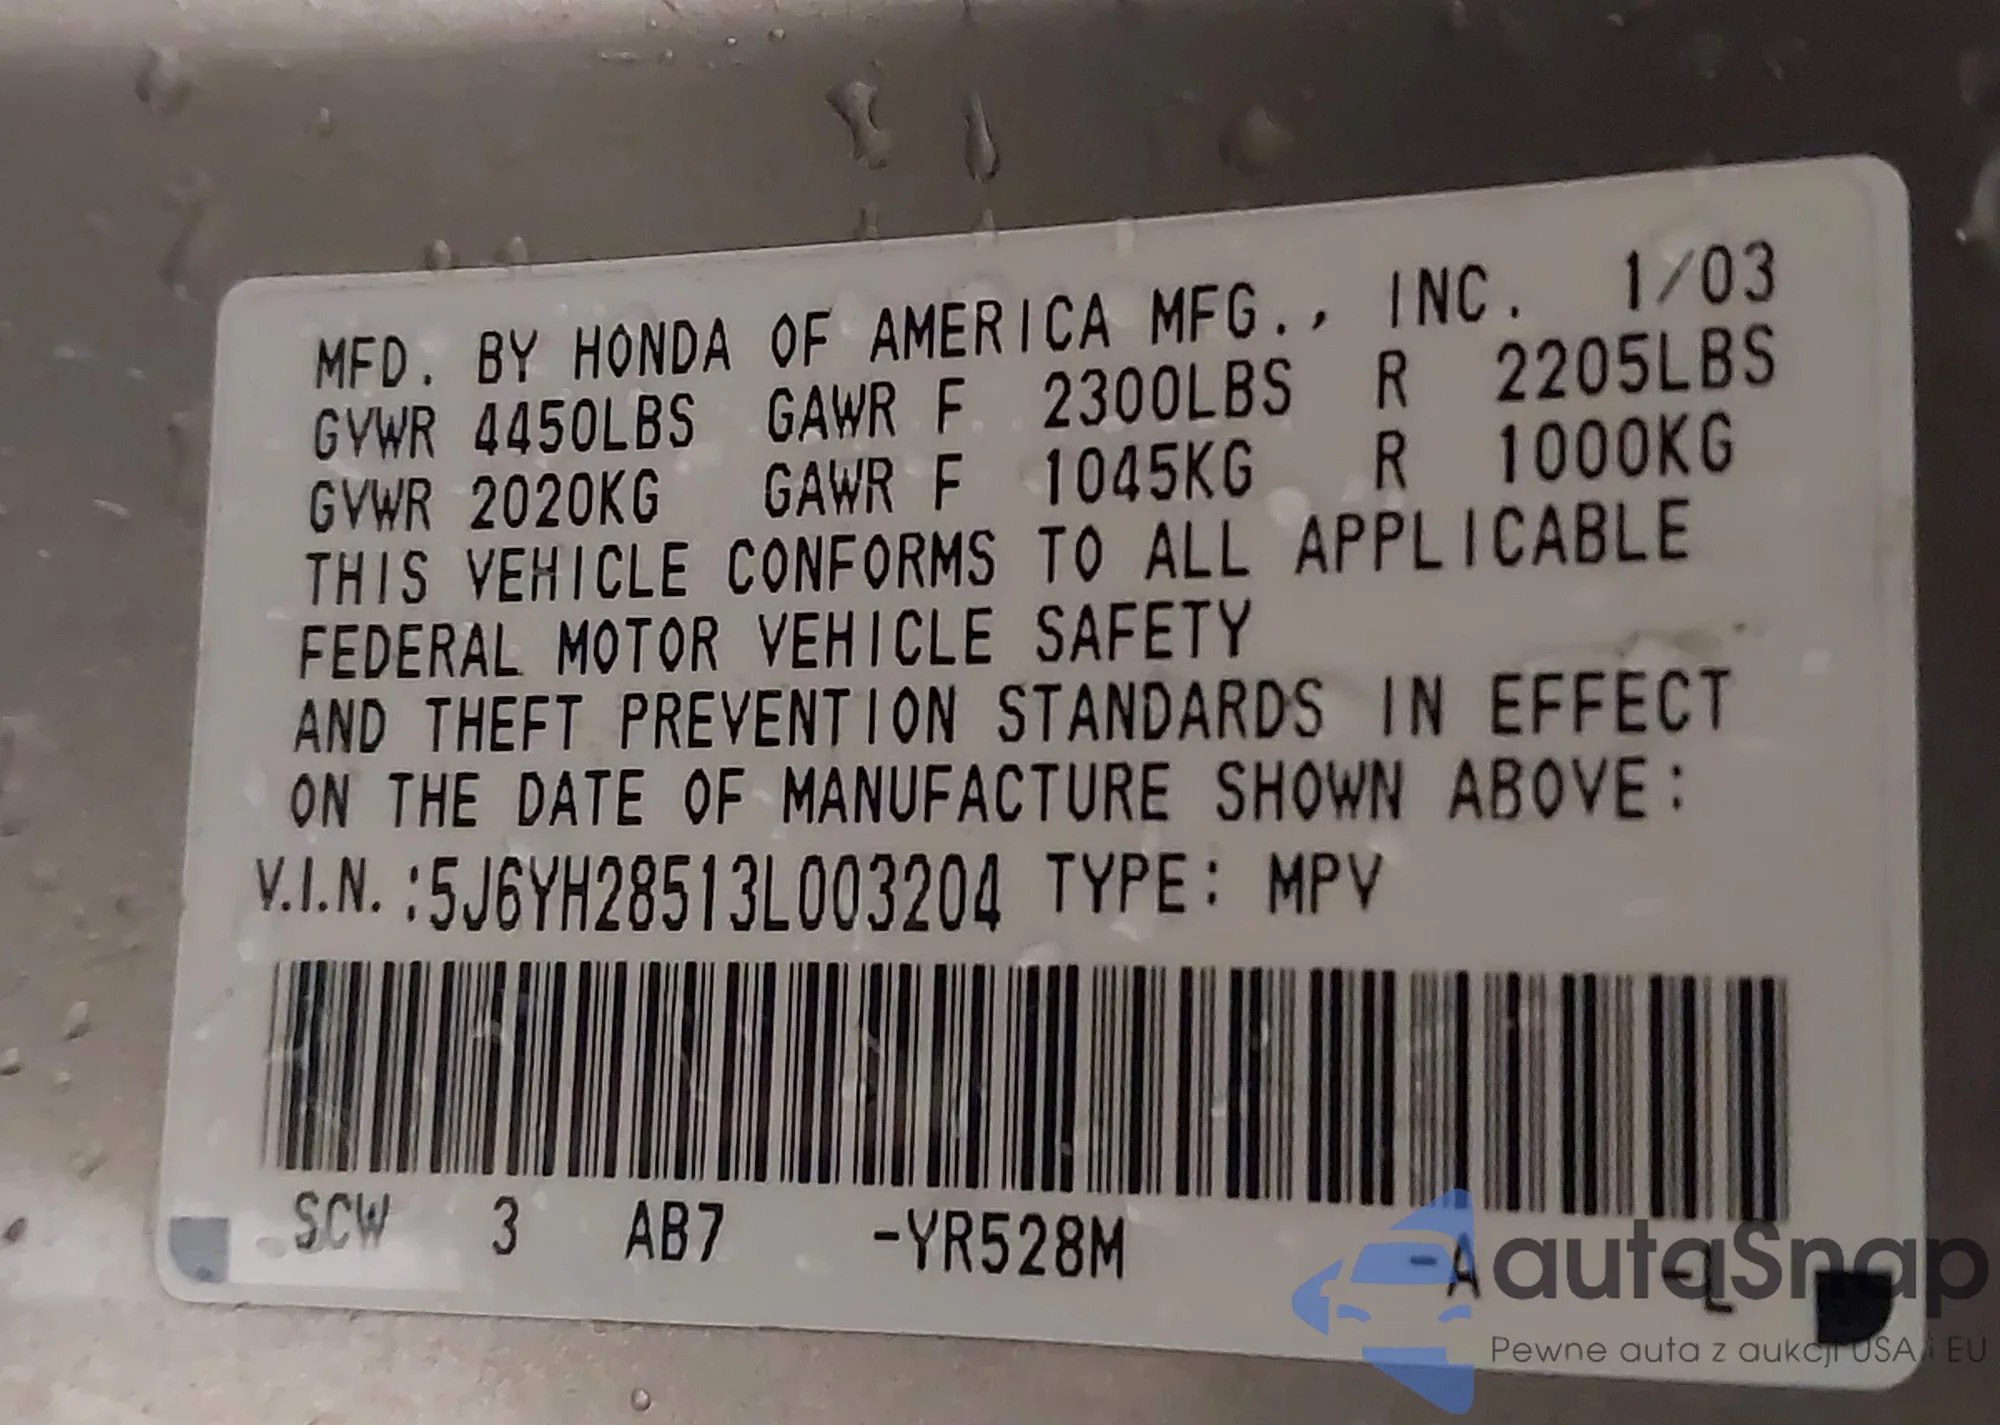 MFD. BY HONDA OF AMERICA MFG., INC. 1/03
GVWR 4450LBS GAWR F 2300LBS R 2205LBS
GVWR 2020KG GAWR F 1045KG R 1000KG
THIS VEHICLE CONFORMS TO ALL APPLICABLE
FEDERAL MOTOR VEHICLE SAFETY
AND THEFT PREVENTION STANDARDS IN EFFECT
ON THE DATE OF MANUFACTURE SHOWN ABOVE:
V.I.N.:5J6YH28513L003204 TYPE: MPV
SCW 3 AB7 -YR528M -A -L
autaSnap
Pewne auta z aukcji USA i EU